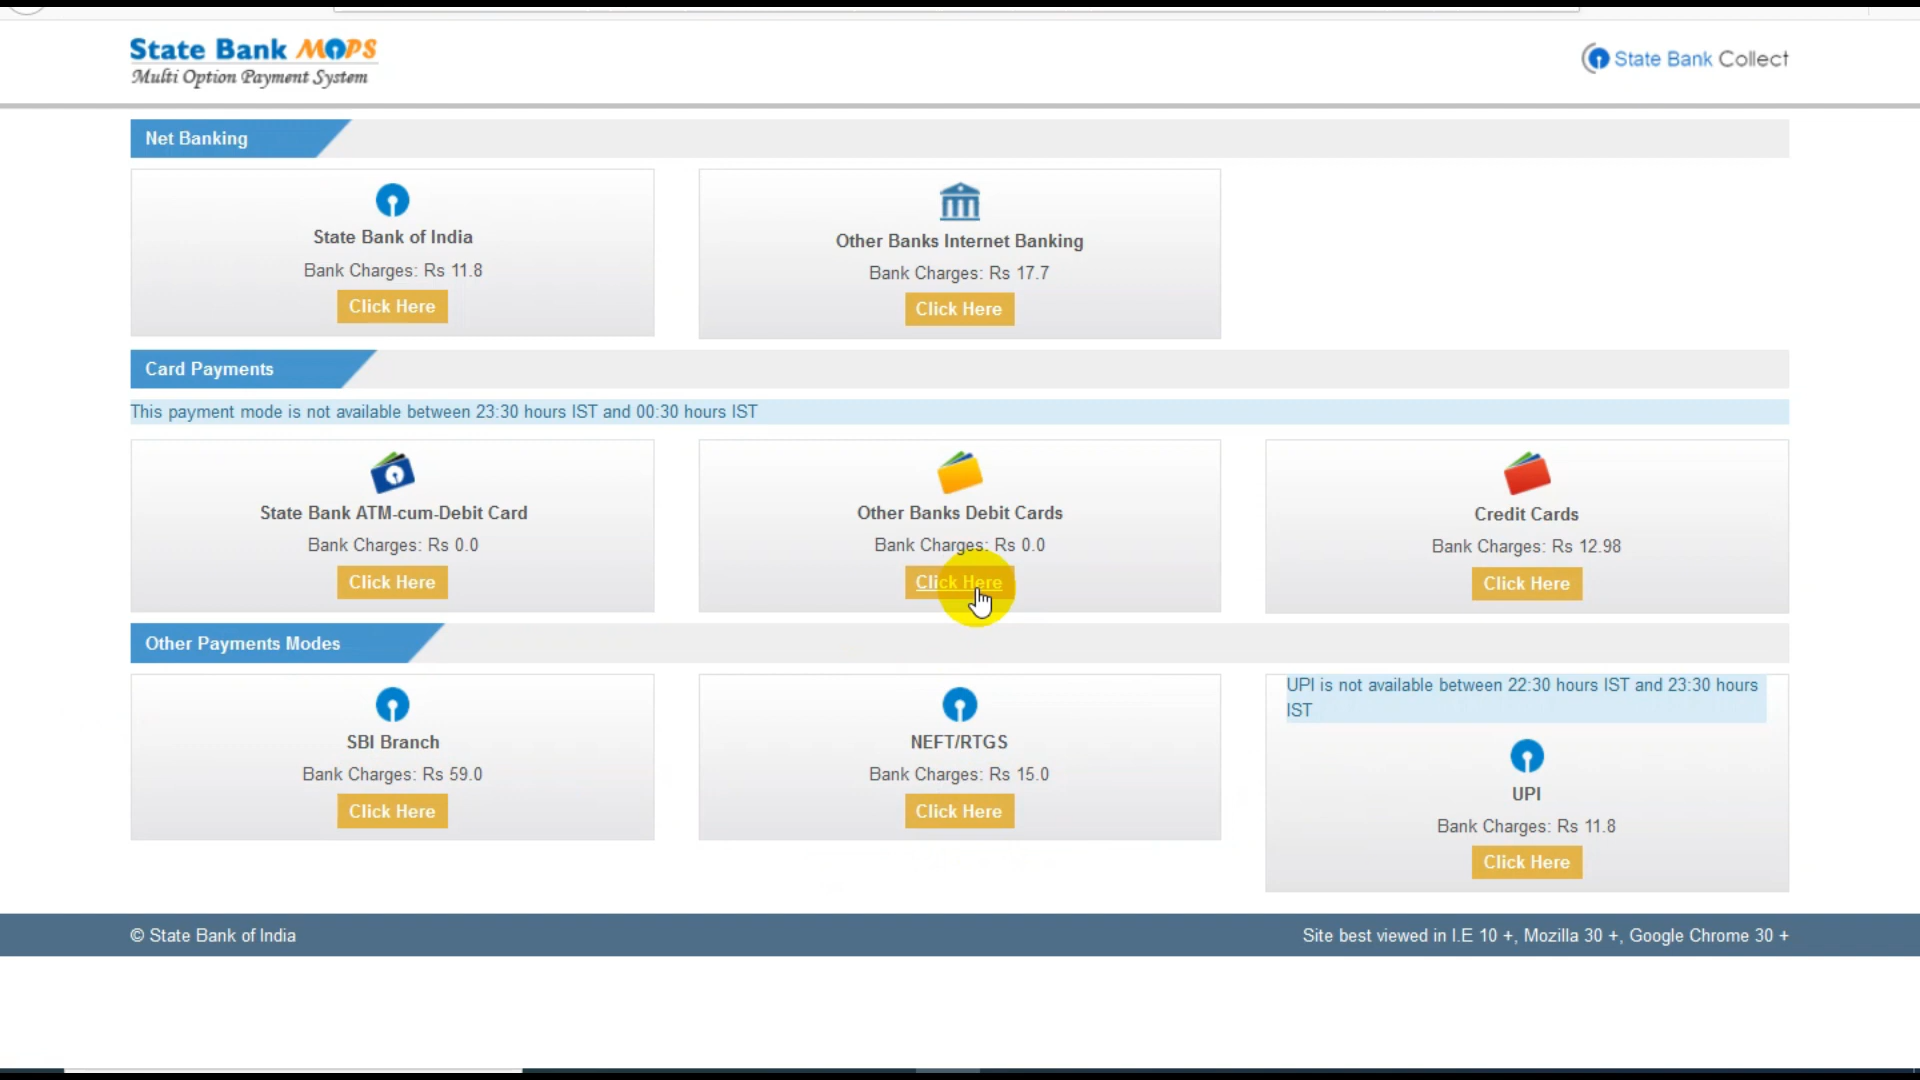 State Bank MOPS
Multi Option Payment System
State Bank Collect
Net Banking
State Bank of India
Bank Charges: Rs 11.8
Click Here
Other Banks Internet Banking
Bank Charges: Rs 17.7
Click Here
Card Payments
This payment mode is not available between 23:30 hours IST and 00:30 hours IST
State Bank ATM-cum-Debit Card
Bank Charges: Rs 0.0
Click Here
Other Banks Debit Cards
Bank Charges: Rs 0.0
Click Here
Credit Cards
Bank Charges: Rs 12.98
Click Here
Other Payments Modes
SBI Branch
Bank Charges: Rs 59.0
Click Here
NEFT/RTGS
Bank Charges: Rs 15.0
Click Here
UPI is not available between 22:30 hours IST and 23:30 hours
IST
UPI
Bank Charges: Rs 11.8
Click Here
© State Bank of India
Site best viewed in I.E 10 +, Mozilla 30 +, Google Chrome 30 +